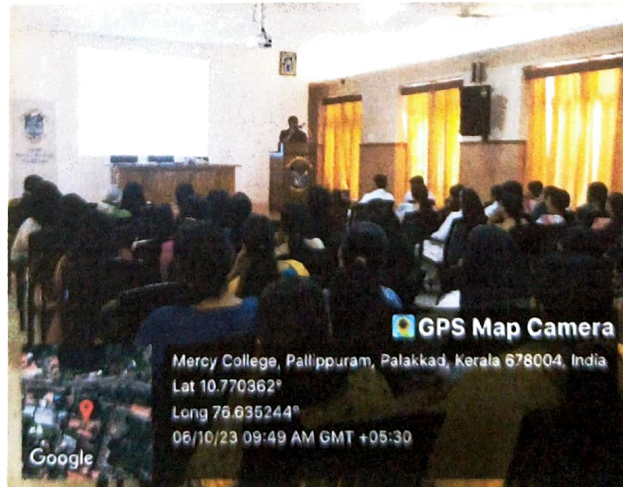 GPS Map Camera
Mercy College, Pallippuram, Palakkad, Kerala 678004, India
Lat 10.770362°
Long 76.635244°
06/10/23 09:49 AM GMT +05:30
Google